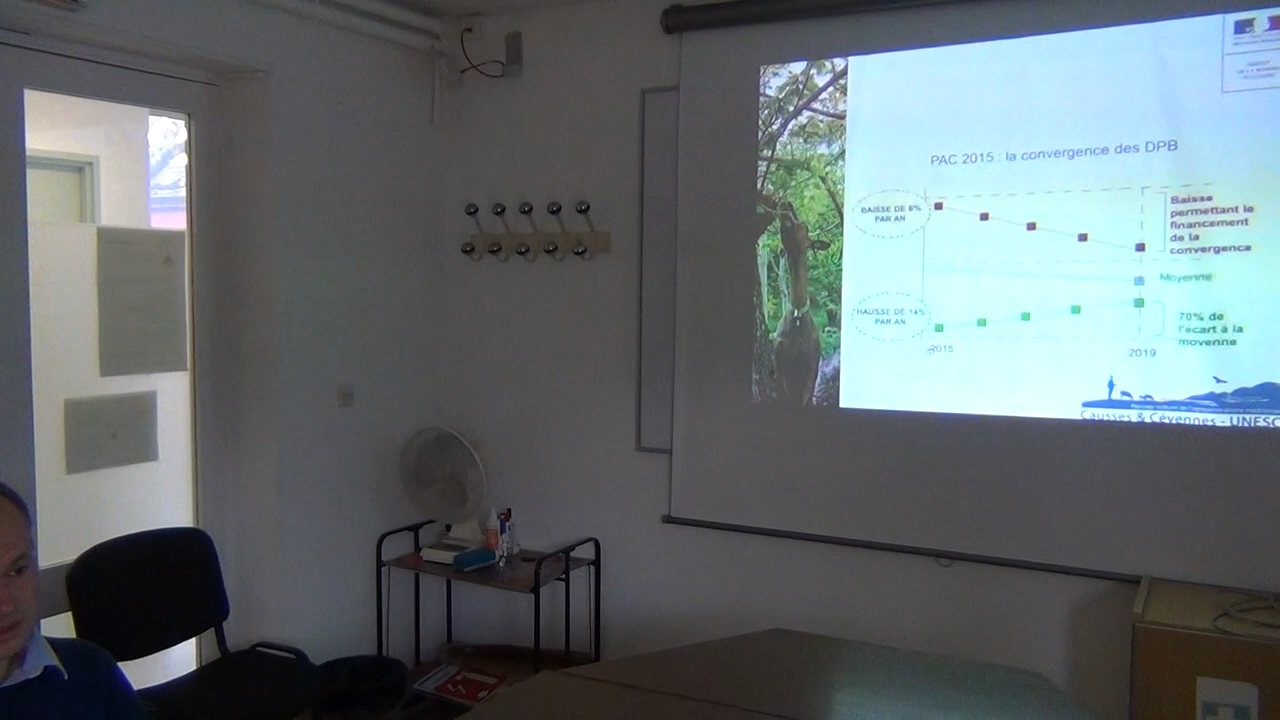 PAC 2015 : la convergence des DPB
BAISSE DE 6%
PAR AN
Baisse
permettant le
financement
de la
convergence
Moyenne
HAUSSE DE 14%
PAR AN
70% de
l'écart à la
moyenne
2015
2019
Causses & Cévennes - UNESC